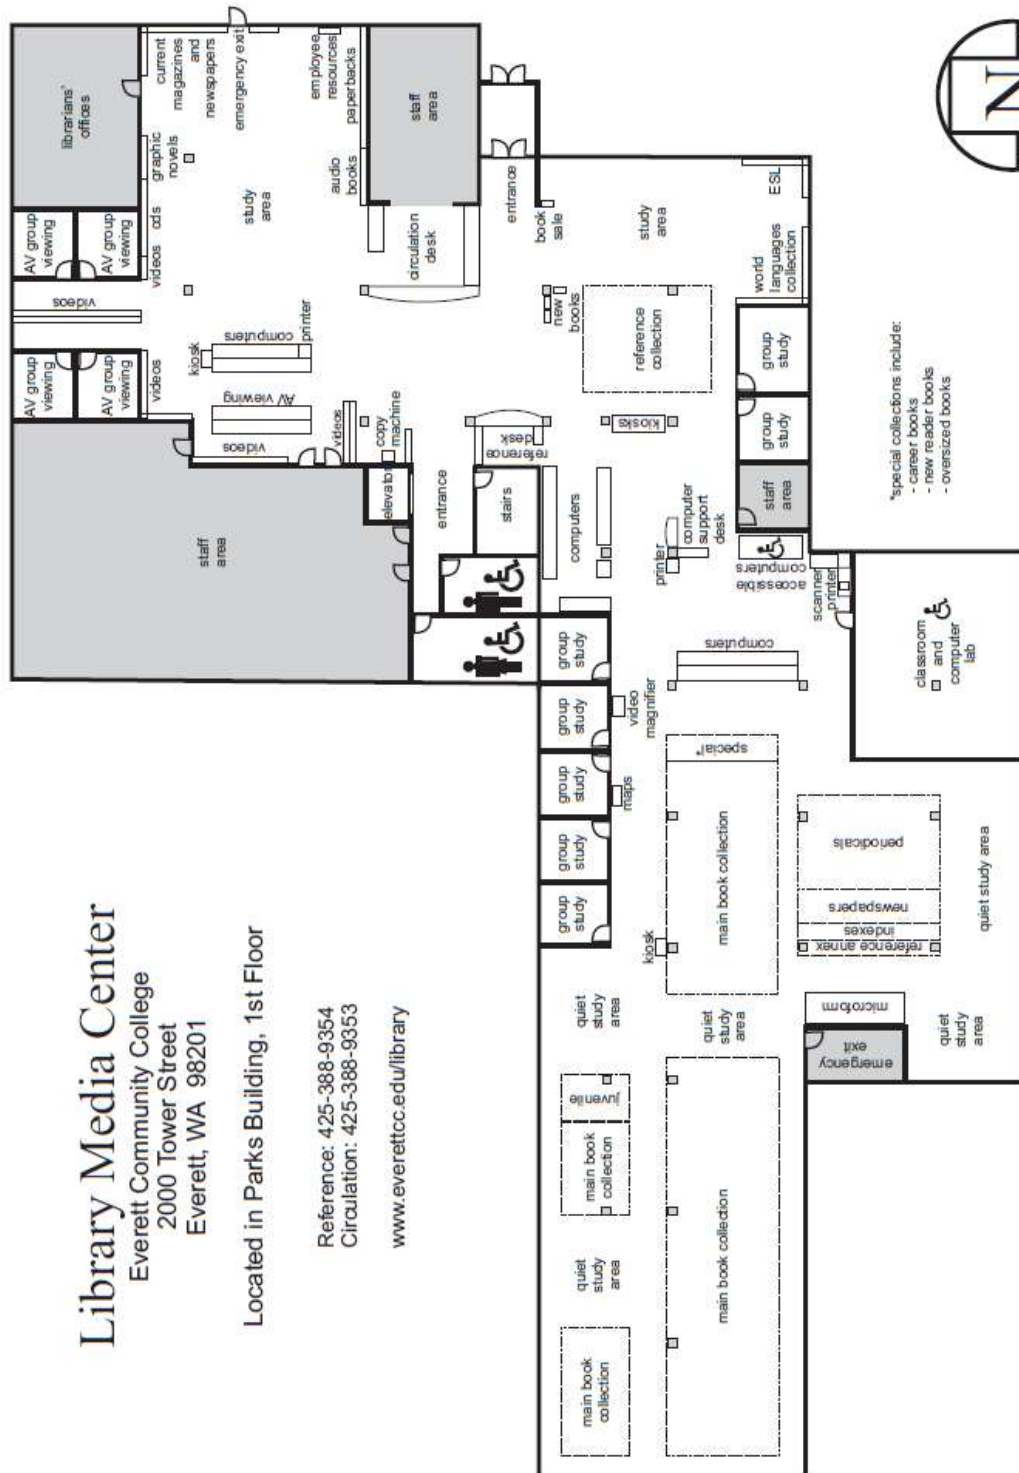 Library Media Center
Everett Community College
2000 Tower Street
Everett, WA  98201
Located in Parks Building, 1st Floor
Reference: 425-388-9354
Circulation: 425-388-9353
www.everettcc.edu/library
staff
area
AV group
viewing
AV group
viewing
videos
videos
AV group
viewing
AV group
viewing
videos
cds
graphic
novels
librarians'
offices
current
magazines
and
newspapers
emergency exit
employee
resources
paperbacks
audio
books
study
area
kiosk
computers
printer
AV viewing
videos
videos
copy
machine
elevator
entrance
stairs
reference
desk
circulation
desk
staff
area
entrance
book
sale
new
books
study
area
ESL
world
languages
collection
reference
collection
kiosks
group
study
group
study
staff
area
computers
computer
support
desk
printer
accessible
computers
scanner
printer
classroom
and
computer
lab
computers
group
study
group
study
group
study
group
study
group
study
video
magnifier
maps
kiosk
special*
main book collection
periodicals
newspapers
indexes
reference annex
quiet study area
microform
emergency
exit
quiet
study
area
quiet
study
area
quiet
study
area
juvenile
main book
collection
quiet
study
area
main book
collection
main book collection
*special collections include:
- career books
- new reader books
- oversized books
N